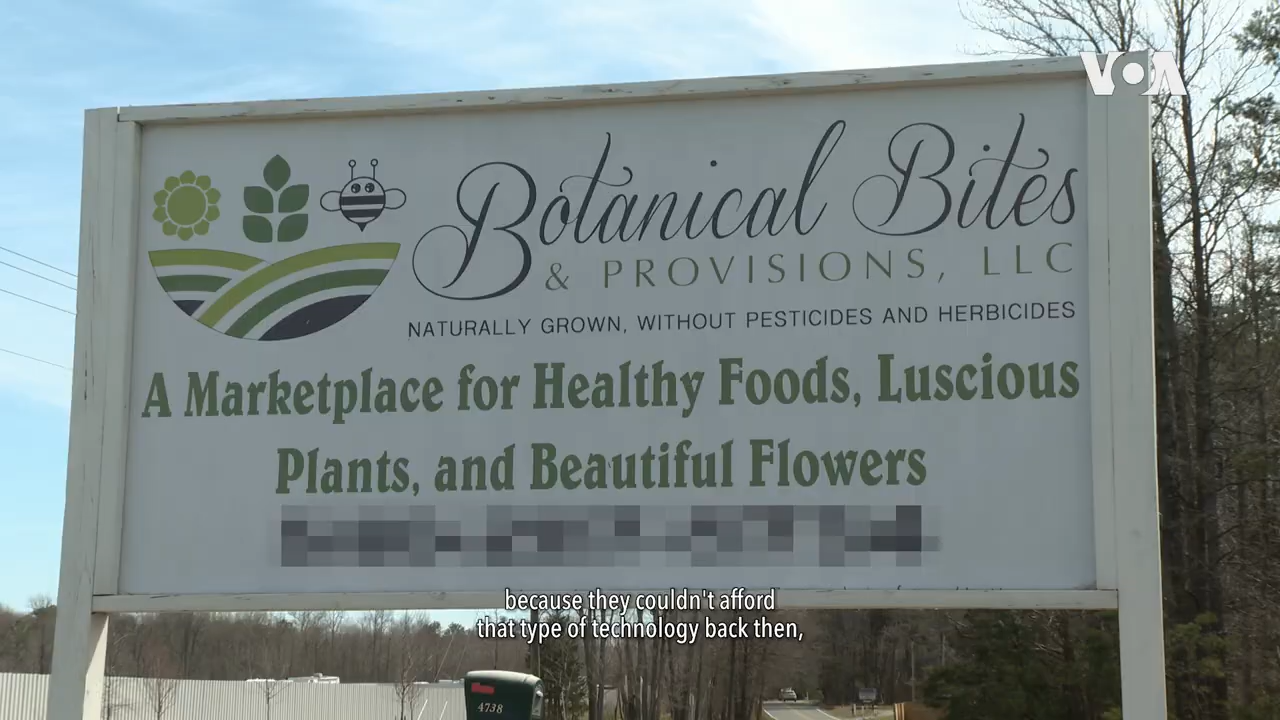 VOA
Botanical Bites
& PROVISIONS, LLC
NATURALLY GROWN, WITHOUT PESTICIDES AND HERBICIDES
A Marketplace for Healthy Foods, Luscious
Plants, and Beautiful Flowers
because they couldn't afford
that type of technology back then,
4738